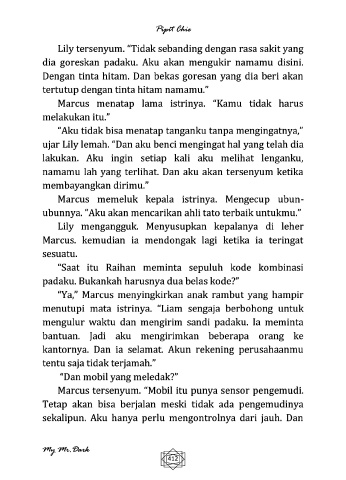 Pipit Chie
Lily tersenyum. “Tidak sebanding dengan rasa sakit yang
dia goreskan padaku. Aku akan mengukir namamu disini.
Dengan tinta hitam. Dan bekas goresan yang dia beri akan
tertutup dengan tinta hitam namamu.”
Marcus menatap lama istrinya. “Kamu tidak harus
melakukan itu.”
“Aku tidak bisa menatap tanganku tanpa mengingatnya,”
ujar Lily lemah. “Dan aku benci mengingat hal yang telah dia
lakukan. Aku ingin setiap kali aku melihat lenganku,
namamu lah yang terlihat. Dan aku akan tersenyum ketika
membayangkan dirimu.”
Marcus memeluk kepala istrinya. Mengecup ubun-
ubunnya. “Aku akan mencarikan ahli tato terbaik untukmu.”
Lily mengangguk. Menyusupkan kepalanya di leher
Marcus. kemudian ia mendongak lagi ketika ia teringat
sesuatu.
“Saat itu Raihan meminta sepuluh kode kombinasi
padaku. Bukankah harusnya dua belas kode?”
“Ya,” Marcus menyingkirkan anak rambut yang hampir
menutupi mata istrinya. “Liam sengaja berbohong untuk
mengulur waktu dan mengirim sandi padaku. Ia meminta
bantuan. Jadi aku mengirimkan beberapa orang ke
kantornya. Dan ia selamat. Akun rekening perusahaanmu
tentu saja tidak terjamah.”
“Dan mobil yang meledak?”
Marcus tersenyum. “Mobil itu punya sensor pengemudi.
Tetap akan bisa berjalan meski tidak ada pengemudinya
sekalipun. Aku hanya perlu mengontrolnya dari jauh. Dan
My Mr.Dark
412